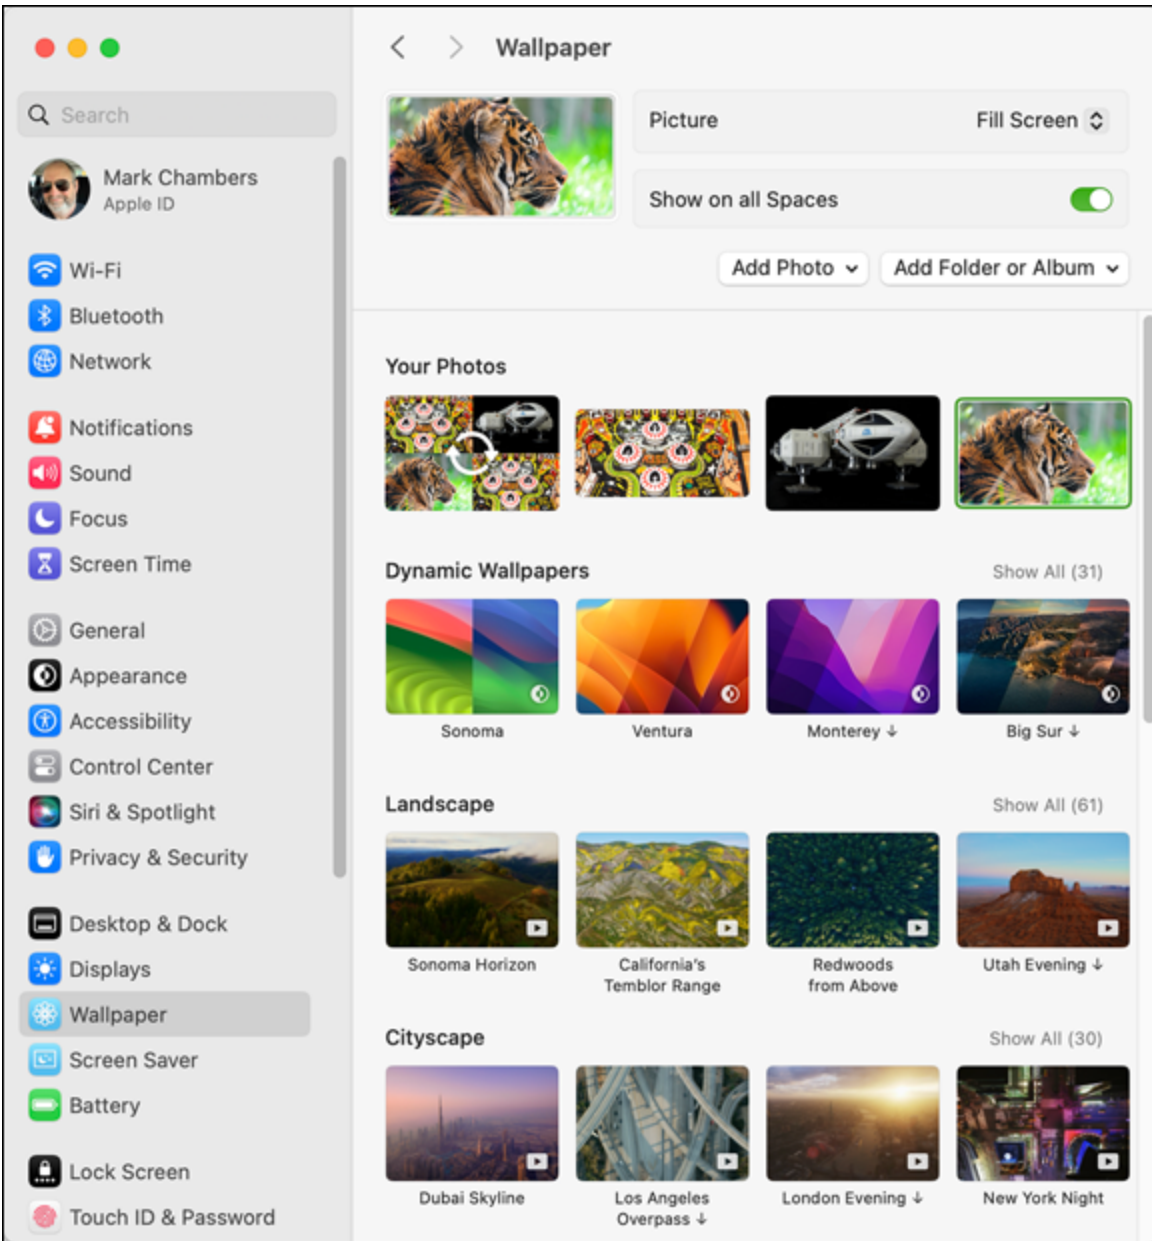 Search
Mark Chambers
Apple ID
Wi-Fi
Bluetooth
Network
Notifications
Sound
Focus
Screen Time
General
Appearance
Accessibility
Control Center
Siri & Spotlight
Privacy & Security
Desktop & Dock
Displays
Wallpaper
Screen Saver
Battery
Lock Screen
Touch ID & Password
Wallpaper
Picture Fill Screen
Show on all Spaces
Add Photo Add Folder or Album
Your Photos
Dynamic Wallpapers Show All (31)
Sonoma Ventura Monterey ↓ Big Sur ↓
Landscape Show All (61)
Sonoma Horizon
California's
Temblor Range
Redwoods
from Above
Utah Evening ↓
Cityscape Show All (30)
Dubai Skyline
Los Angeles
Overpass ↓
London Evening ↓
New York Night